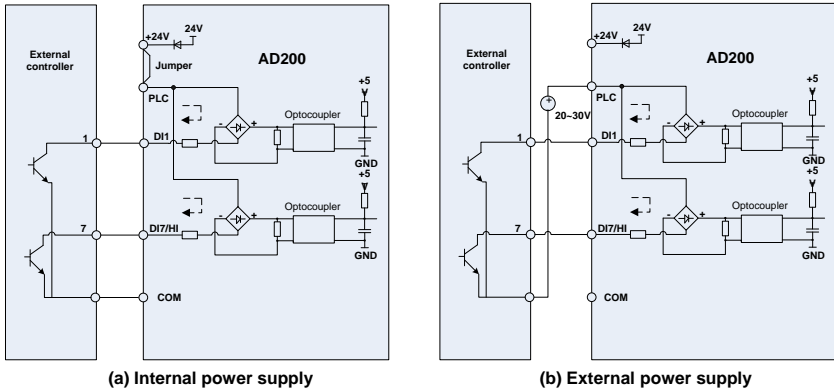 External
controller
+24V
24V
Jumper
AD200
PLC
+5
Optocoupler
1
DI1
- +
GND
+5
Optocoupler
7
DI7/HI
- +
GND
COM
(a) Internal power supply
External
controller
+24V
24V
AD200
+
PLC
20~30V
+5
Optocoupler
1
DI1
- +
GND
+5
Optocoupler
7
DI7/HI
- +
GND
COM
(b) External power supply